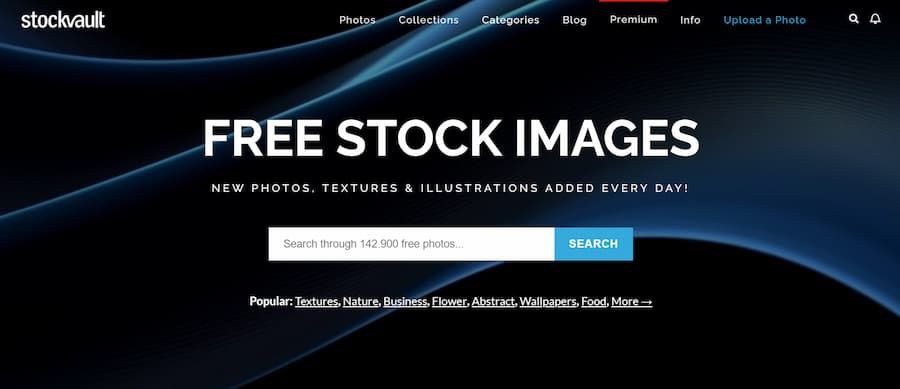 stockvault Photos Collections Categories Blog Premium Info Upload a Photo
FREE STOCK IMAGES
NEW PHOTOS, TEXTURES & ILLUSTRATIONS ADDED EVERY DAY!
Search through 142.900 free photos... SEARCH
Popular: Textures, Nature, Business, Flower, Abstract, Wallpapers, Food, More →